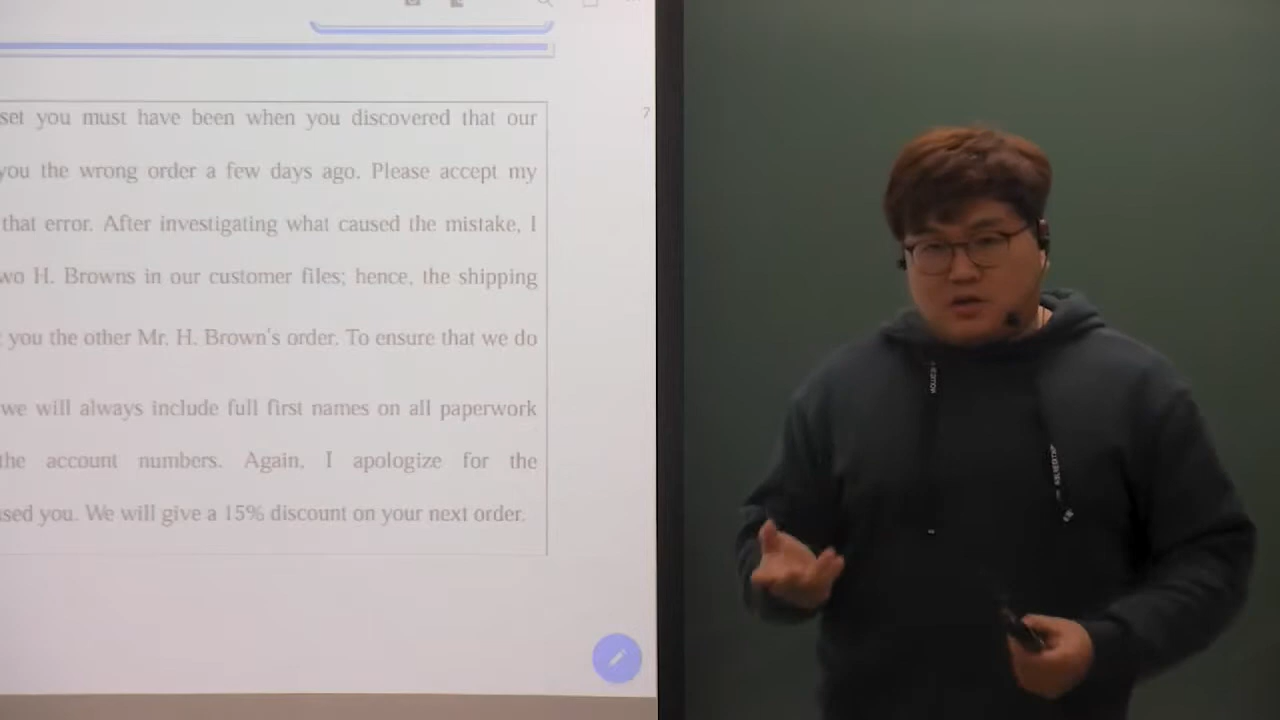 set you must have been when you discovered that our
you the wrong order a few days ago. Please accept my
that error. After investigating what caused the mistake, I
wo H. Browns in our customer files; hence, the shipping
you the other Mr. H. Brown's order. To ensure that we do
we will always include full first names on all paperwork
the account numbers. Again, I apologize for the
sed you. We will give a 15% discount on your next order.
7